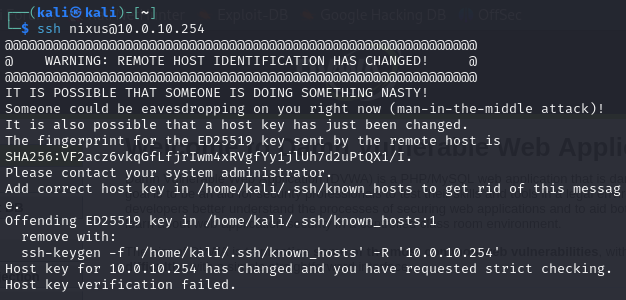 ┌──(kali㉿kali)-[~]
└─$ ssh nixus@10.0.10.254
@@@@@@@@@@@@@@@@@@@@@@@@@@@@@@@@@@@@@@@@@@@@@@@@@@@@@@@@@@@
@    WARNING: REMOTE HOST IDENTIFICATION HAS CHANGED!     @
@@@@@@@@@@@@@@@@@@@@@@@@@@@@@@@@@@@@@@@@@@@@@@@@@@@@@@@@@@@
IT IS POSSIBLE THAT SOMEONE IS DOING SOMETHING NASTY!
Someone could be eavesdropping on you right now (man-in-the-middle attack)!
It is also possible that a host key has just been changed.
The fingerprint for the ED25519 key sent by the remote host is
SHA256:VF2acz6vkqGfLfjrIwm4xRVgfYy1jlUh7d2uPtQX1/I.
Please contact your system administrator.
Add correct host key in /home/kali/.ssh/known_hosts to get rid of this messag
e.
Offending ED25519 key in /home/kali/.ssh/known_hosts:1
  remove with:
  ssh-keygen -f '/home/kali/.ssh/known_hosts' -R '10.0.10.254'
Host key for 10.0.10.254 has changed and you have requested strict checking.
Host key verification failed.